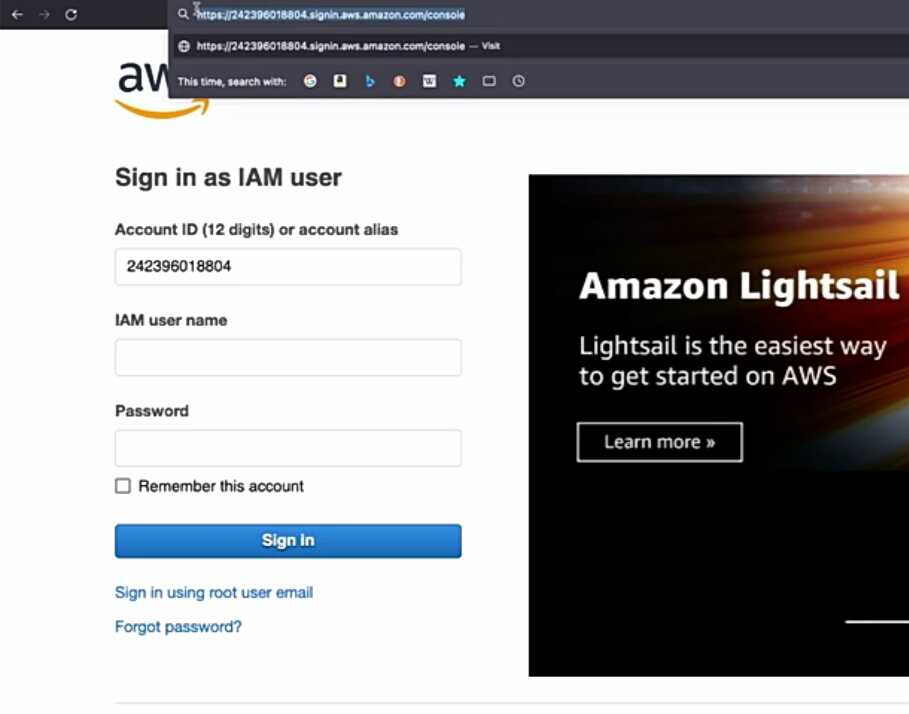 https://242396018804.signin.aws.amazon.com/console
https://242396018804.signin.aws.amazon.com/console — Visit
This time, search with:
aw
Sign in as IAM user
Account ID (12 digits) or account alias
242396018804
IAM user name
Password
Remember this account
Sign in
Sign in using root user email
Forgot password?
Amazon Lightsail
Lightsail is the easiest way
to get started on AWS
Learn more »